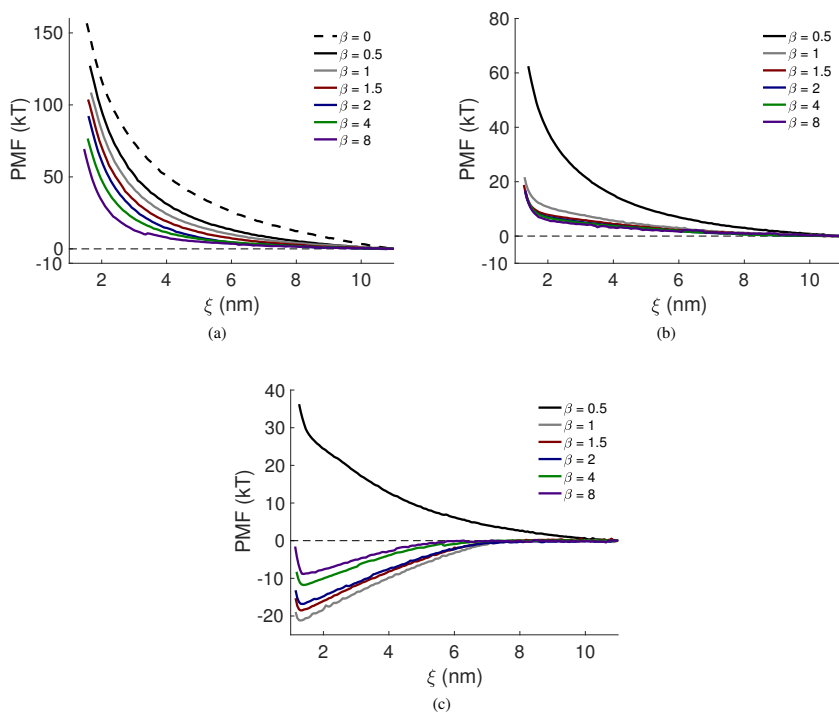 PMF (kT)
150
100
50
0
-10
2
4
6
8
10
ξ (nm)
β = 0
β = 0.5
β = 1
β = 1.5
β = 2
β = 4
β = 8
(a)
PMF (kT)
80
60
40
20
0
-10
2
4
6
8
10
ξ (nm)
β = 0.5
β = 1
β = 1.5
β = 2
β = 4
β = 8
(b)
PMF (kT)
40
30
20
10
0
-10
-20
2
4
6
8
10
ξ (nm)
β = 0.5
β = 1
β = 1.5
β = 2
β = 4
β = 8
(c)